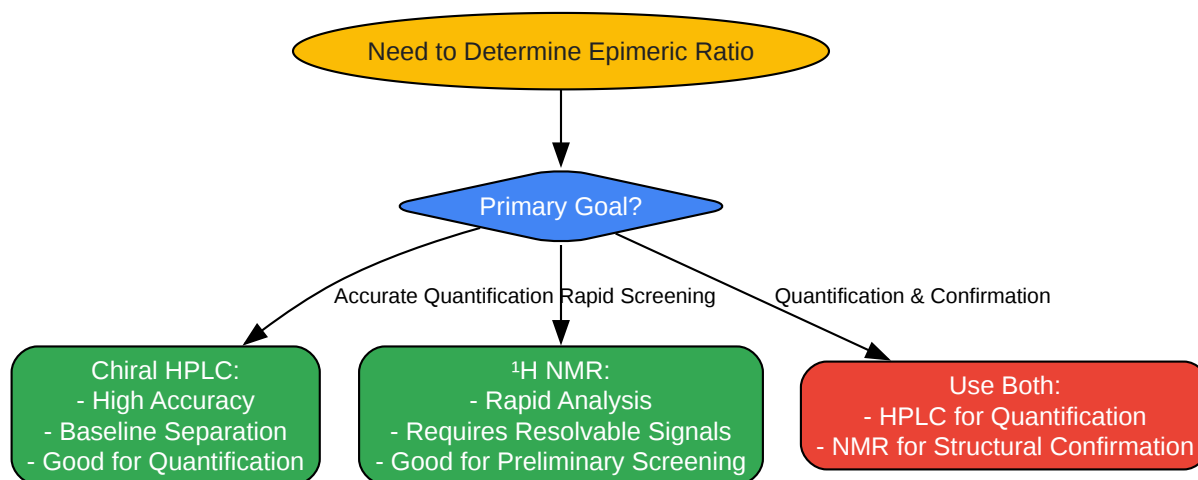 Need to Determine Epimeric Ratio
Primary Goal?
Accurate Quantification
Rapid Screening
Quantification & Confirmation
Chiral HPLC:
- High Accuracy
- Baseline Separation
- Good for Quantification
¹H NMR:
- Rapid Analysis
- Requires Resolvable Signals
- Good for Preliminary Screening
Use Both:
- HPLC for Quantification
- NMR for Structural Confirmation